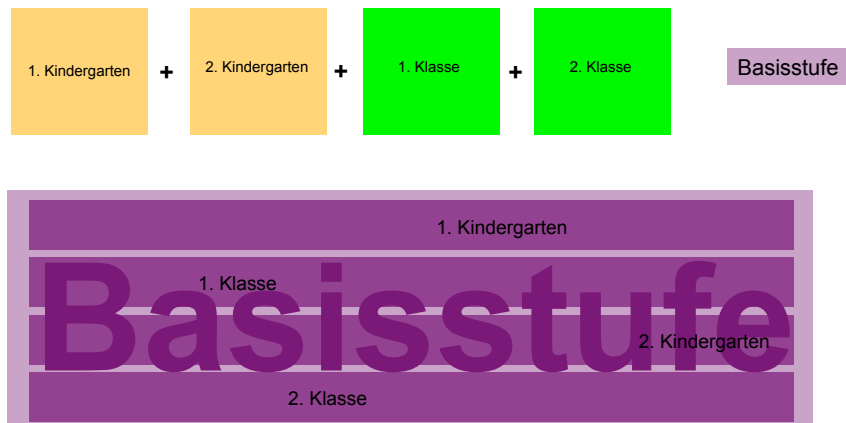 1. Kindergarten + 2. Kindergarten + 1. Klasse + 2. Klasse Basisstufe
1. Kindergarten
1. Klasse
Basisstufe
2. Kindergarten
2. Klasse